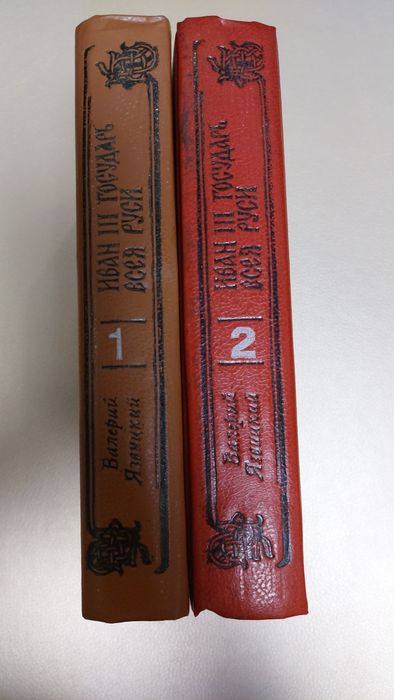 ИВАН III ГОСУДАРЬ
ВСЕЯ РУСИ
1
Валерий
Язвицкий
ИВАН III ГОСУДАРЬ
ВСЕЯ РУСИ
2
Валерий
Язвицкий